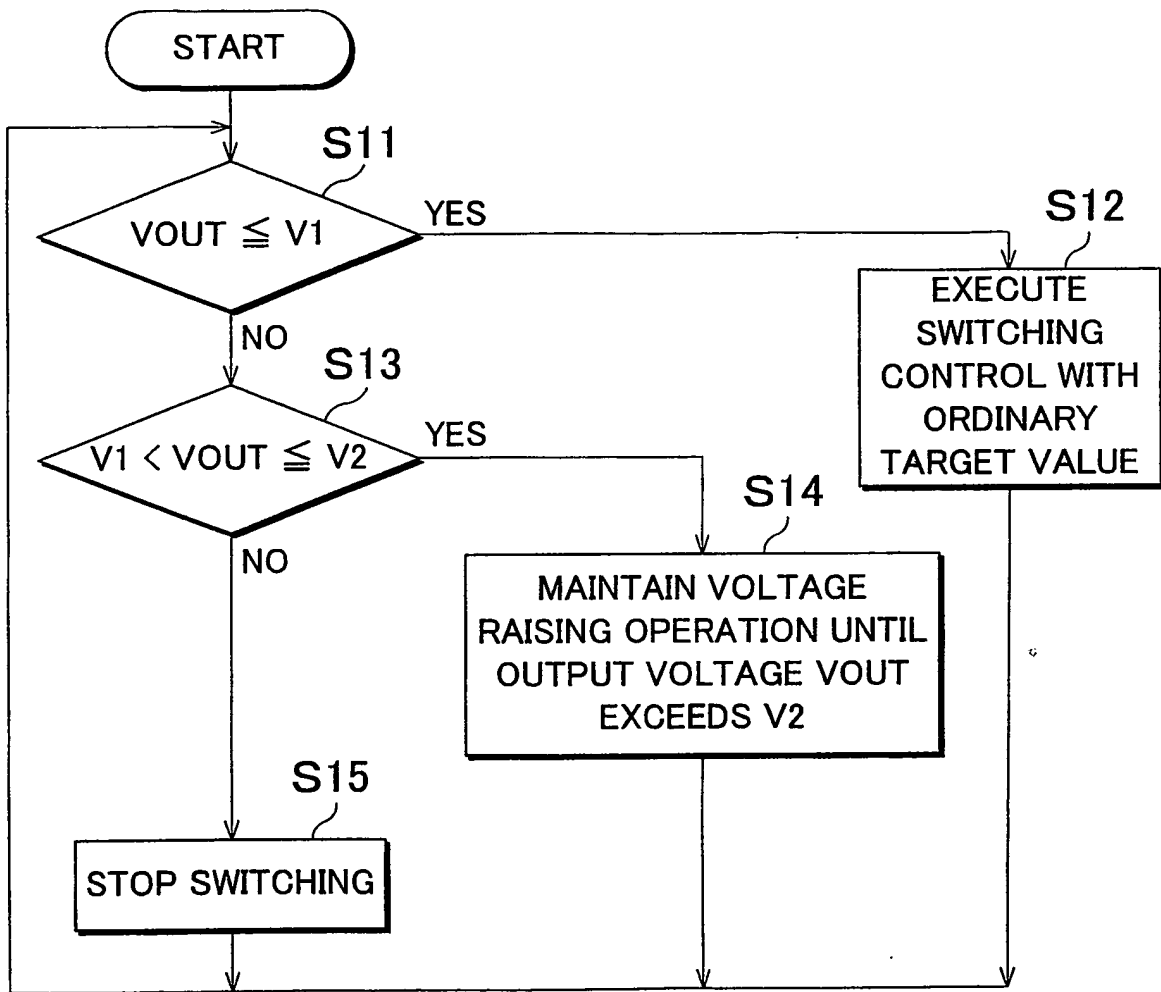 START
S11
VOUT ≦ V1
YES
S12
EXECUTE
SWITCHING
CONTROL WITH
ORDINARY
TARGET VALUE
NO
S13
V1 < VOUT ≦ V2
YES
S14
MAINTAIN VOLTAGE
RAISING OPERATION UNTIL
OUTPUT VOLTAGE VOUT
EXCEEDS V2
NO
S15
STOP SWITCHING